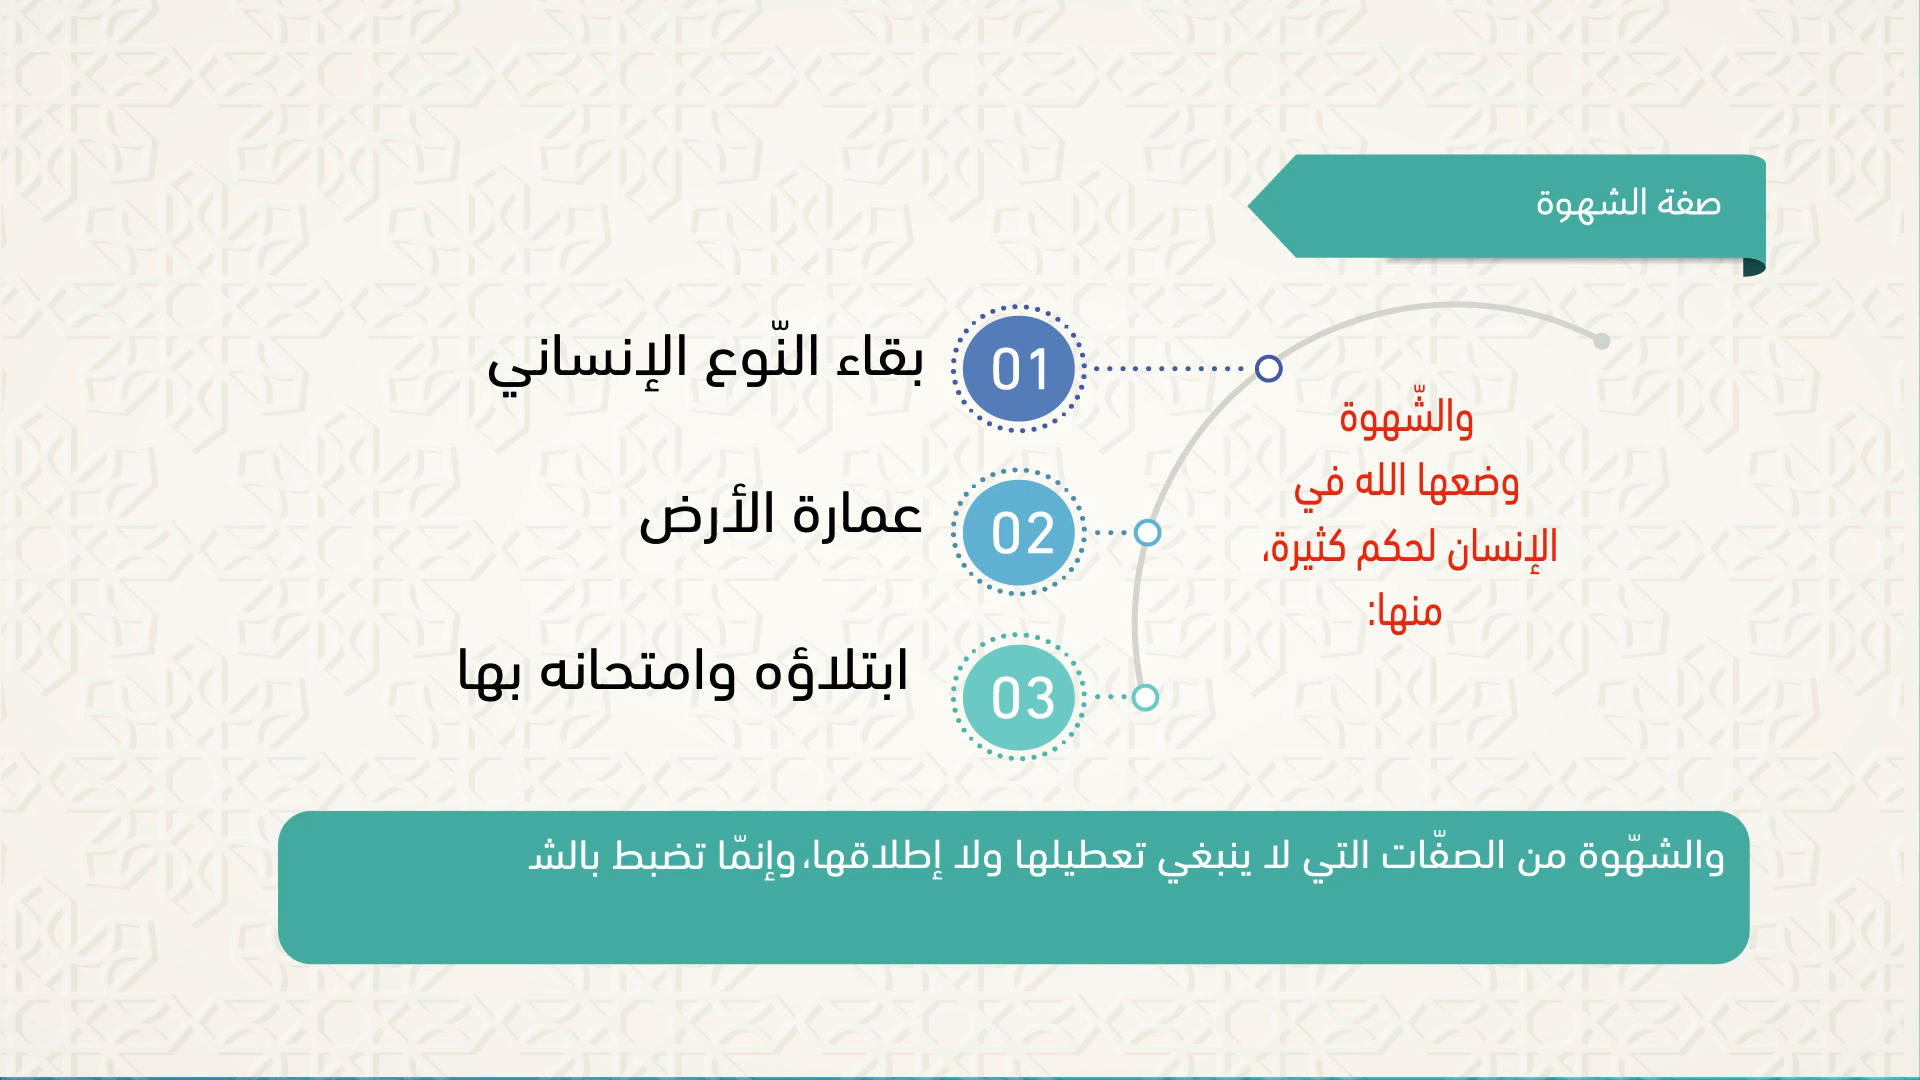 صفة الشهوة
والشّهوة
وضعها الله في
الإنسان لحكم كثيرة،
منها:
01
بقاء النّوع الإنساني
02
عمارة الأرض
03
ابتلاؤه وامتحانه بها
والشهّوة من الصفّات التي لا ينبغي تعطيلها ولا إطلاقها، وإنمّا تضبط بالشـ